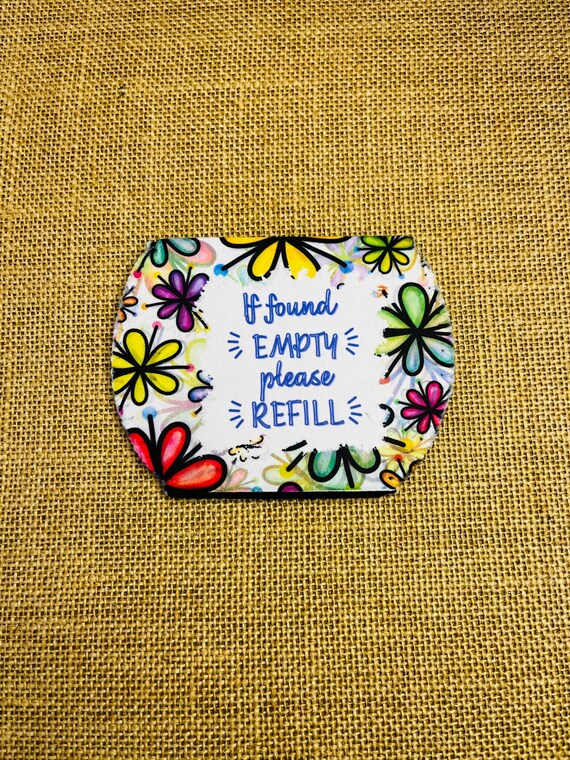 If found
EMPTY
please
REFILL